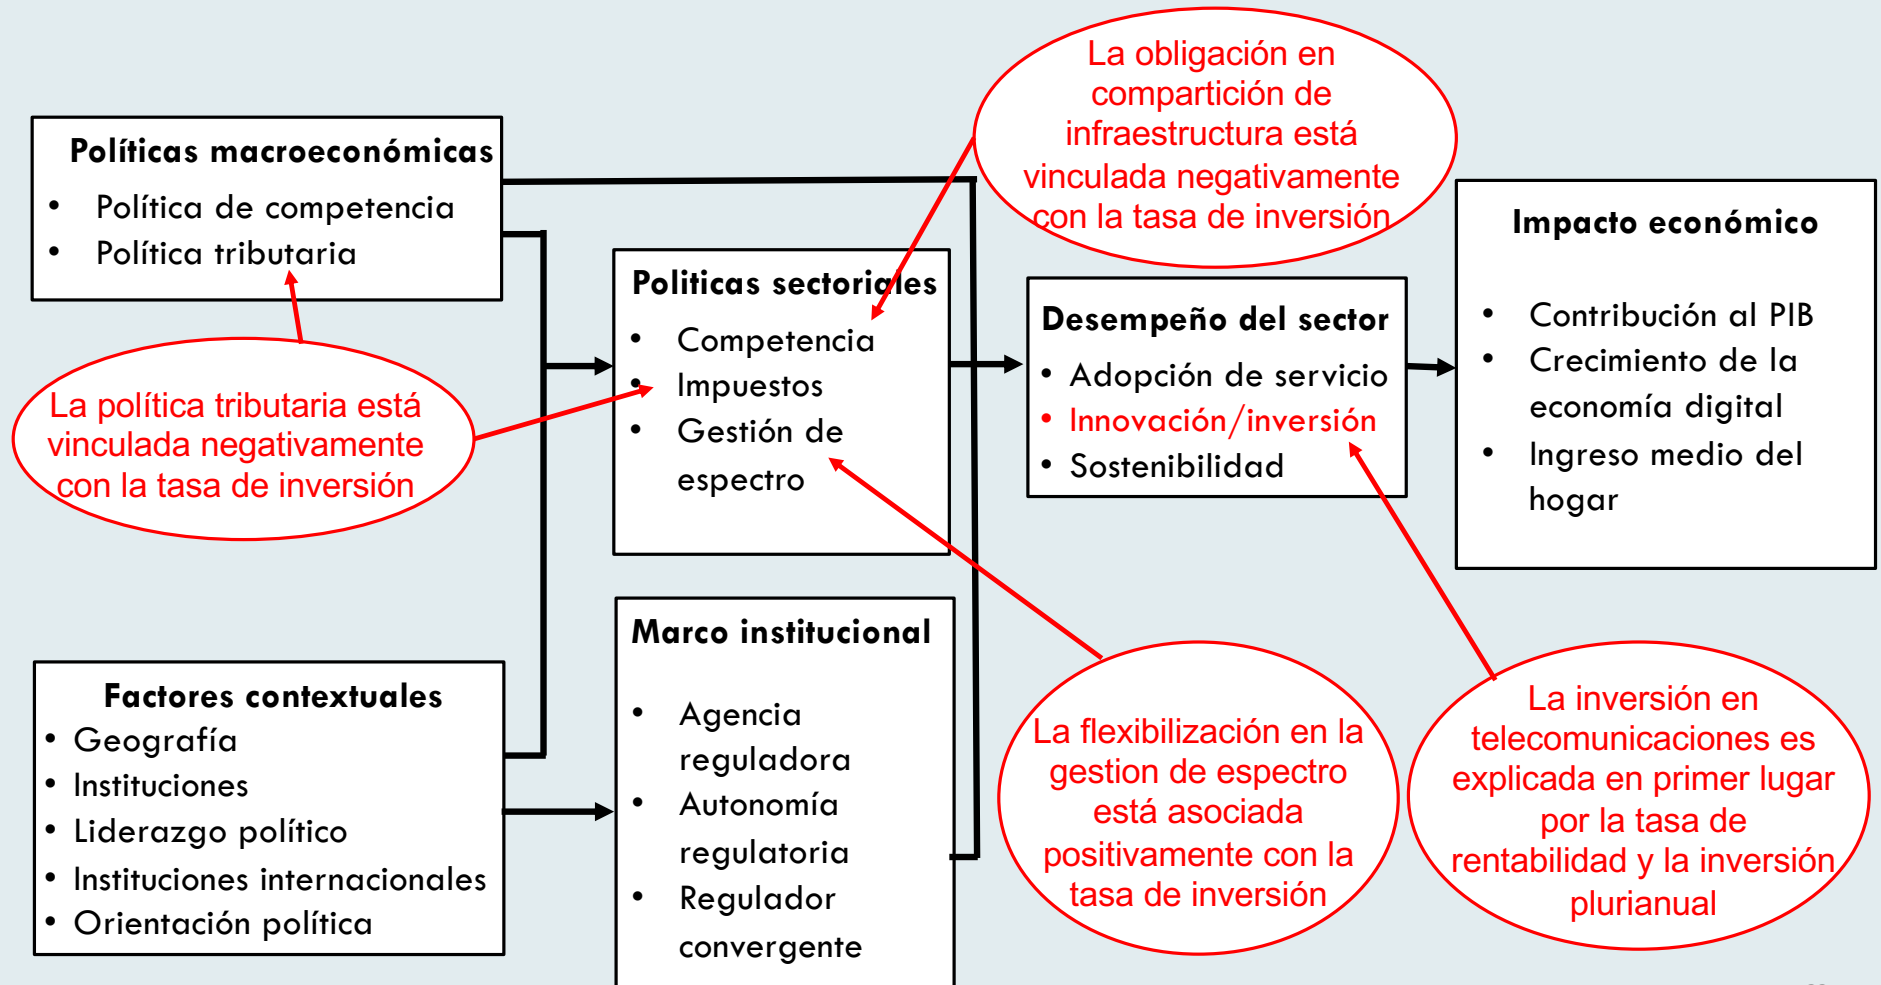 La obligación en
compartición de
infraestructura está
vinculada negativamente
con la tasa de inversión
Políticas macroeconómicas
• Política de competencia
• Política tributaria
La política tributaria está
vinculada negativamente
con la tasa de inversión
Politicas sectoriales
• Competencia
• Impuestos
• Gestión de
espectro
Desempeño del sector
• Adopción de servicio
• Innovación/inversión
• Sostenibilidad
Impacto económico
• Contribución al PIB
• Crecimiento de la
economía digital
• Ingreso medio del
hogar
Factores contextuales
• Geografía
• Instituciones
• Liderazgo político
• Instituciones internacionales
• Orientación política
Marco institucional
• Agencia
reguladora
• Autonomía
regulatoria
• Regulador
convergente
La flexibilización en la
gestion de espectro
está asociada
positivamente con la
tasa de inversión
La inversión en
telecomunicaciones es
explicada en primer lugar
por la tasa de
rentabilidad y la inversión
plurianual